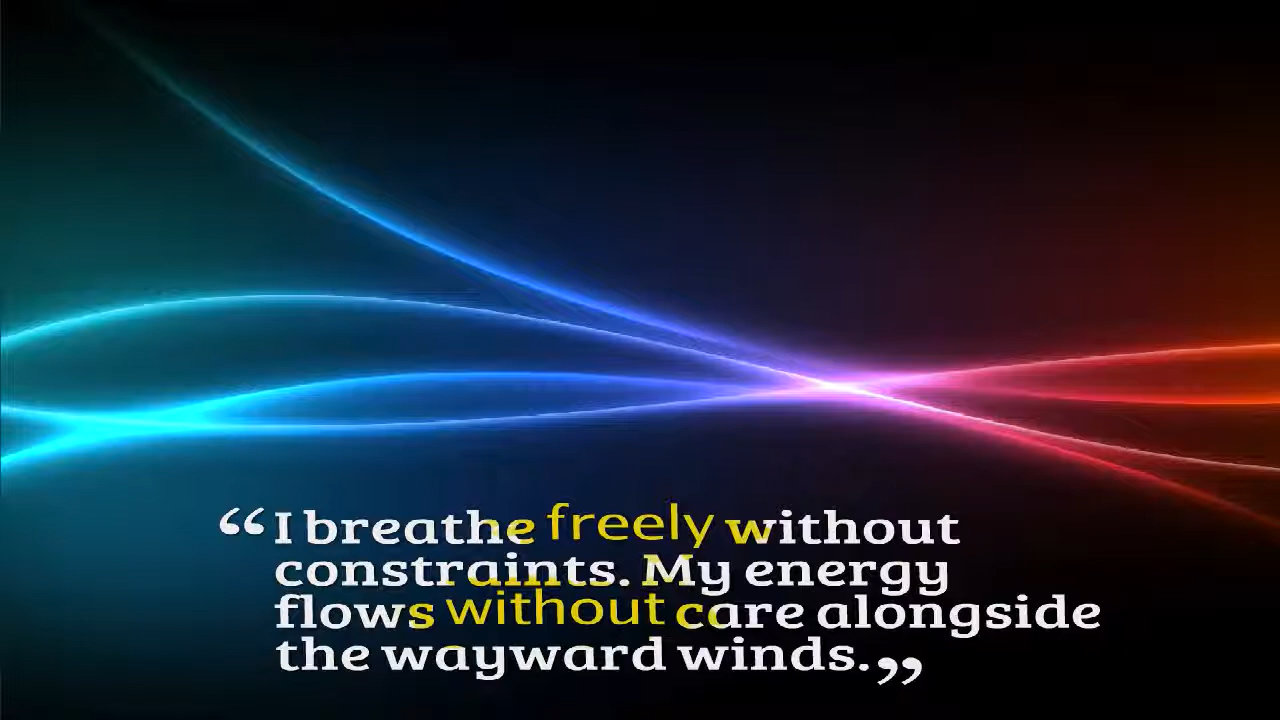 “I breathe freely without
constraints. My energy
flows without care alongside
the wayward winds.”